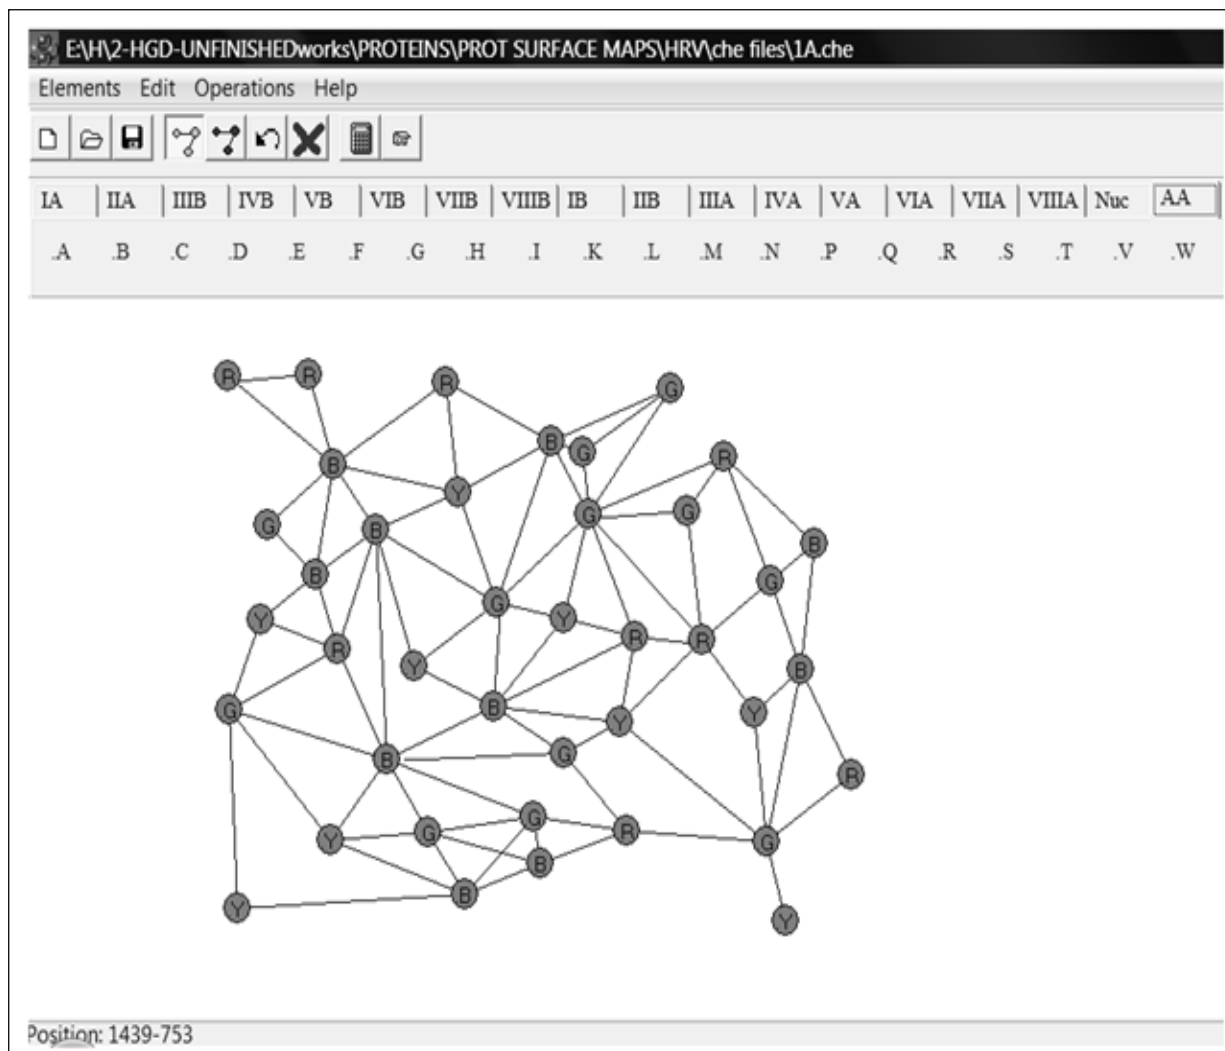 E:\H\2-HGD-UNFINISHEDworks\PROTEINS\PROT SURFACE MAPS\HRV\che files\1A.che
Elements Edit Operations Help
IA IIA IIIB IVB VB VIB VIIB VIIIB IB IIB IIIA IVA VA VIA VIIA VIIIA Nuc AA
.A .B .C .D .E .F .G .H .I .K .L .M .N .P .Q .R .S .T .V .W
R R R G
B G R
B
Y
G B G G B
B G
Y G Y
R Y R R B
G B Y Y
B G R
Y G G R G
B
B
Y Y
Position: 1439-753